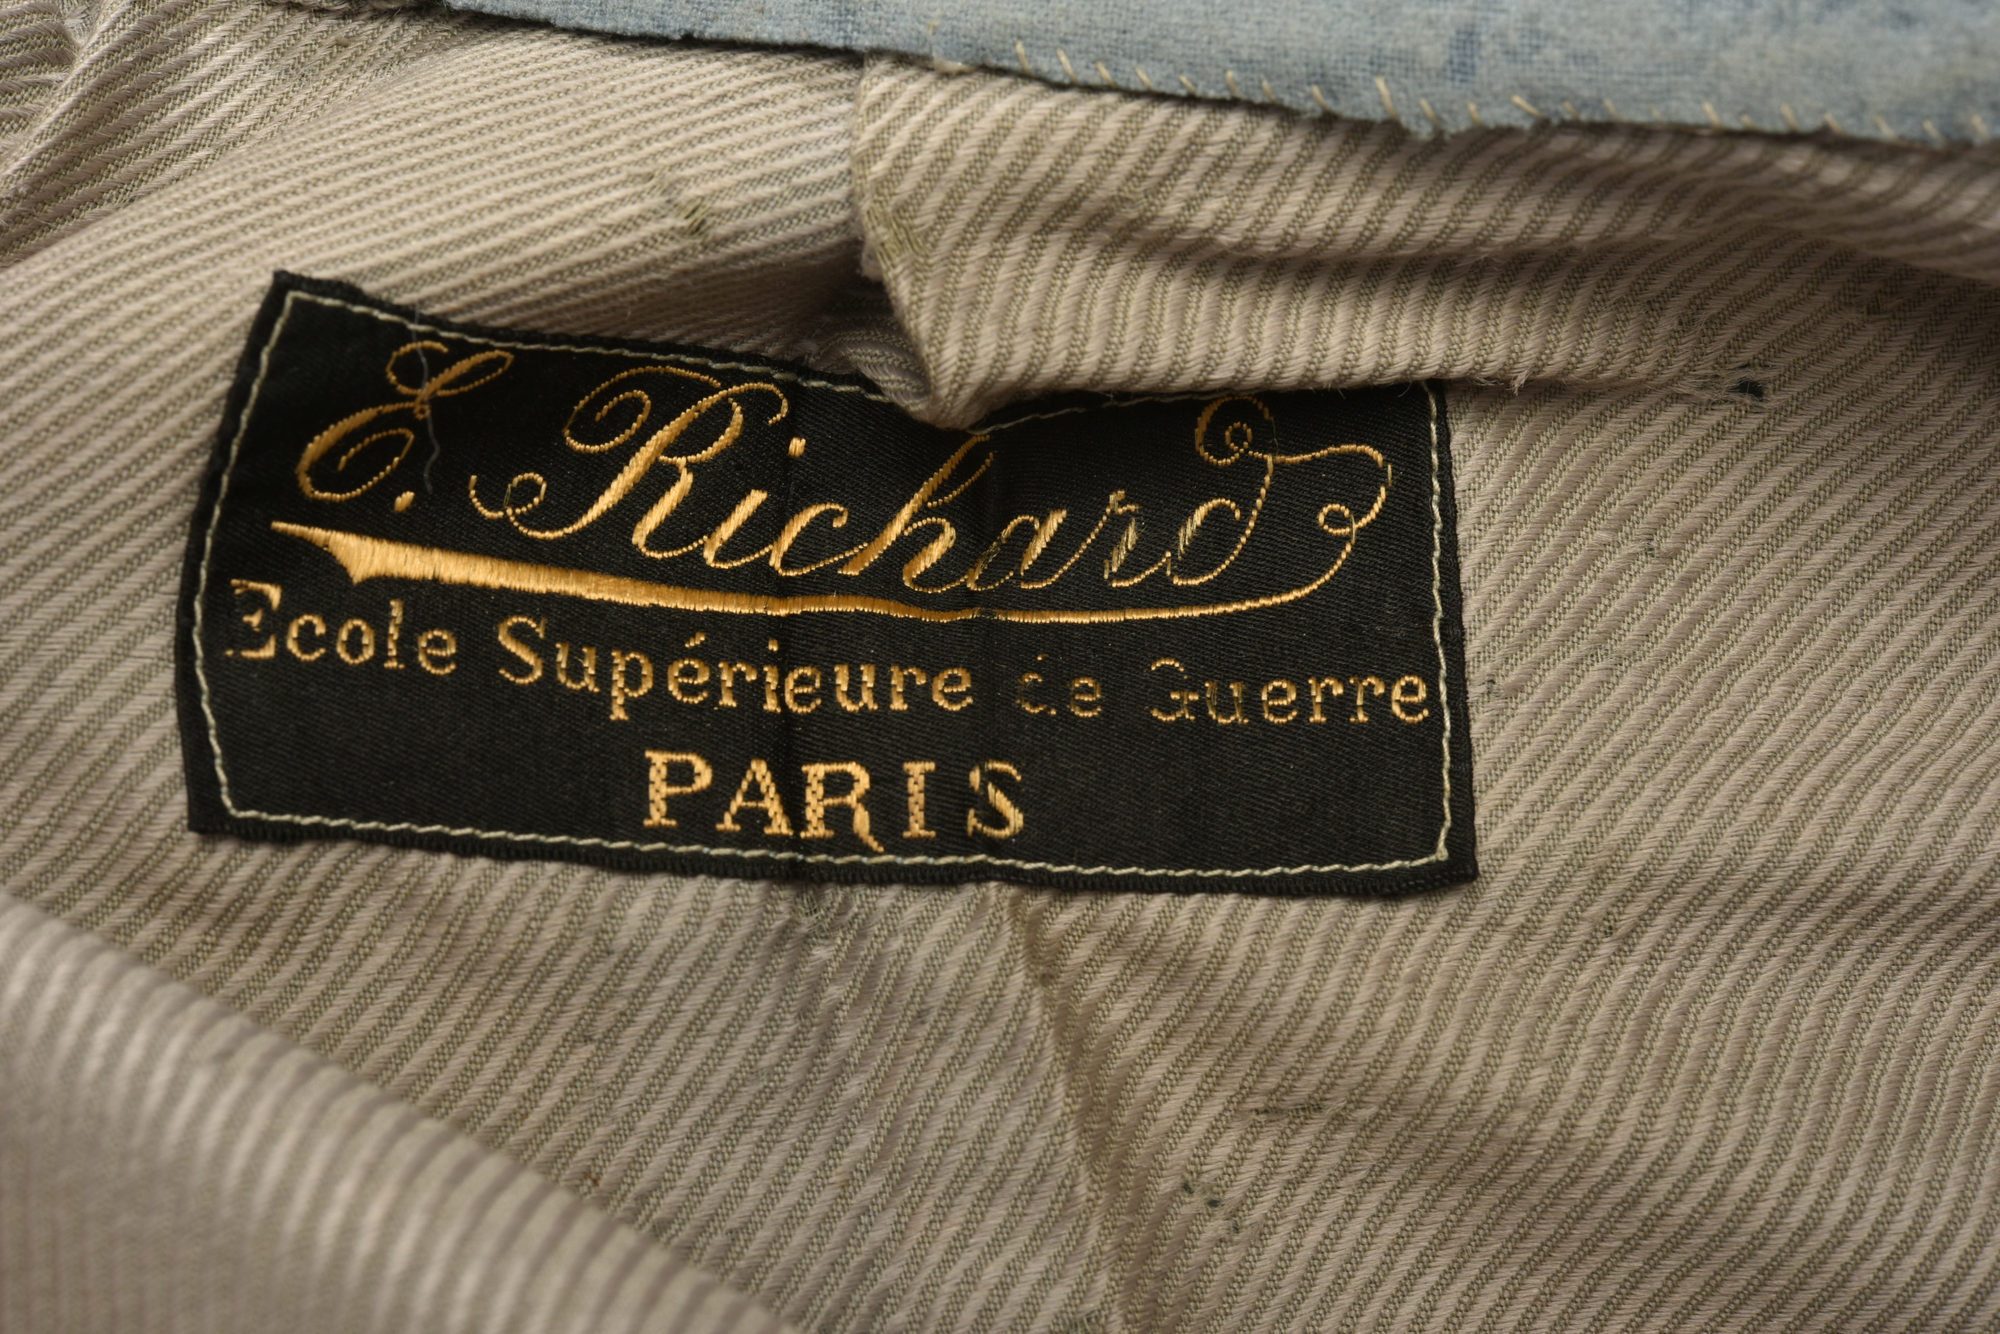 E. Richard
Ecole Supérieure de Guerre
PARIS